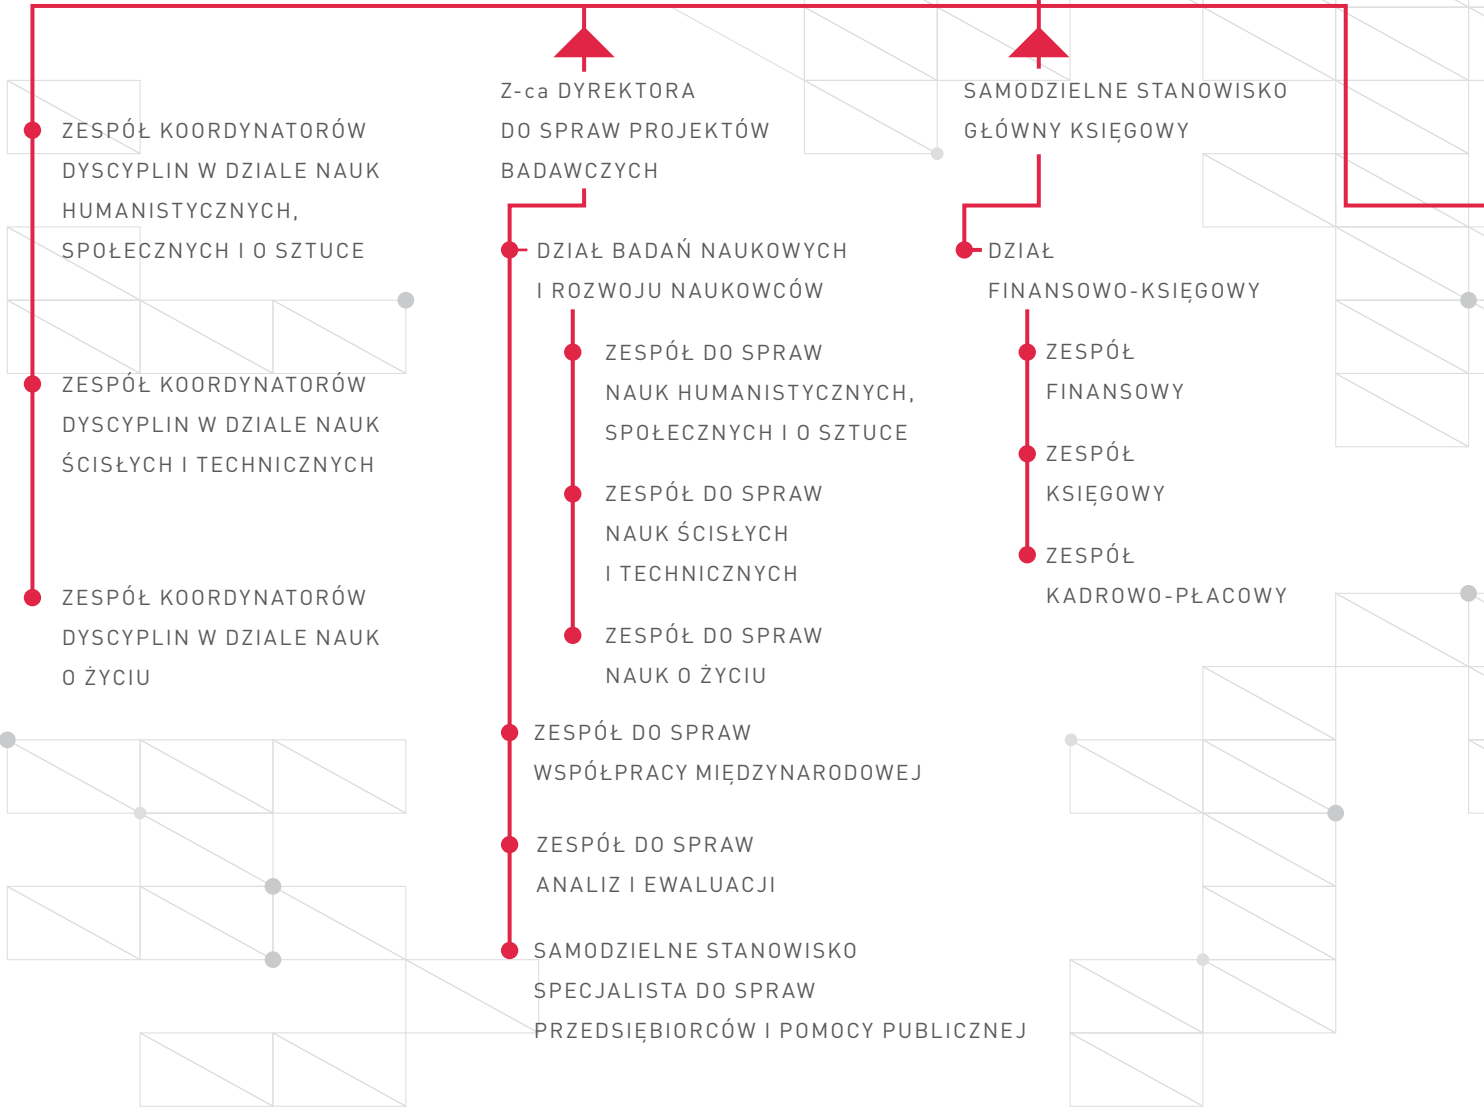 ZESPÓŁ KOORDYNATORÓW
DYSCYPLIN W DZIALE NAUK
HUMANISTYCZNYCH,
SPOŁECZNYCH I O SZTUCE
ZESPÓŁ KOORDYNATORÓW
DYSCYPLIN W DZIALE NAUK
ŚCISŁYCH I TECHNICZNYCH
ZESPÓŁ KOORDYNATORÓW
DYSCYPLIN W DZIALE NAUK
O ŻYCIU
Z-ca DYREKTORA
DO SPRAW PROJEKTÓW
BADAWCZYCH
DZIAŁ BADAŃ NAUKOWYCH
I ROZWOJU NAUKOWCÓW
ZESPÓŁ DO SPRAW
NAUK HUMANISTYCZNYCH,
SPOŁECZNYCH I O SZTUCE
ZESPÓŁ DO SPRAW
NAUK ŚCISŁYCH
I TECHNICZNYCH
ZESPÓŁ DO SPRAW
NAUK O ŻYCIU
ZESPÓŁ DO SPRAW
WSPÓŁPRACY MIĘDZYNARODOWEJ
ZESPÓŁ DO SPRAW
ANALIZ I EWALUACJI
SAMODZIELNE STANOWISKO
SPECJALISTA DO SPRAW
PRZEDSIĘBIORCÓW I POMOCY PUBLICZNEJ
SAMODZIELNE STANOWISKO
GŁÓWNY KSIĘGOWY
DZIAŁ
FINANSOWO-KSIĘGOWY
ZESPÓŁ
FINANSOWY
ZESPÓŁ
KSIĘGOWY
ZESPÓŁ
KADROWO-PŁACOWY